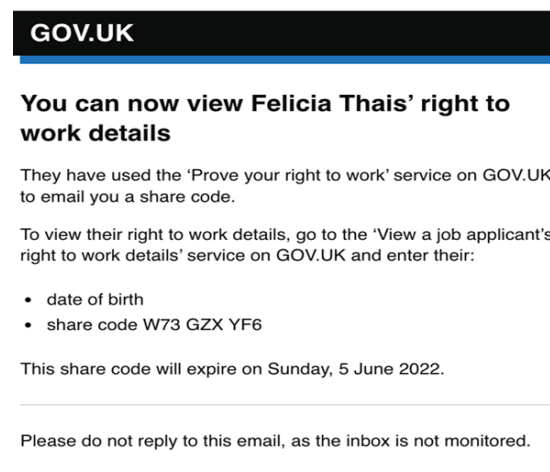 GOV.UK
You can now view Felicia Thais’ right to
work details
They have used the ‘Prove your right to work’ service on GOV.UK
to email you a share code.
To view their right to work details, go to the ‘View a job applicant’s
right to work details’ service on GOV.UK and enter their:
• date of birth
• share code W73 GZX YF6
This share code will expire on Sunday, 5 June 2022.
Please do not reply to this email, as the inbox is not monitored.